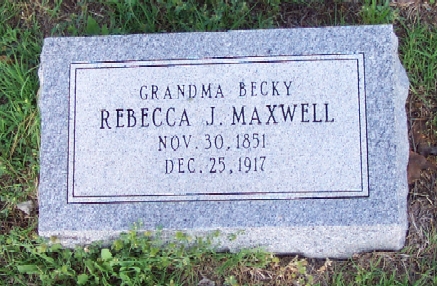 GRANDMA BECKY
REBECCA J. MAXWELL
NOV. 30, 1851
DEC. 25, 1917